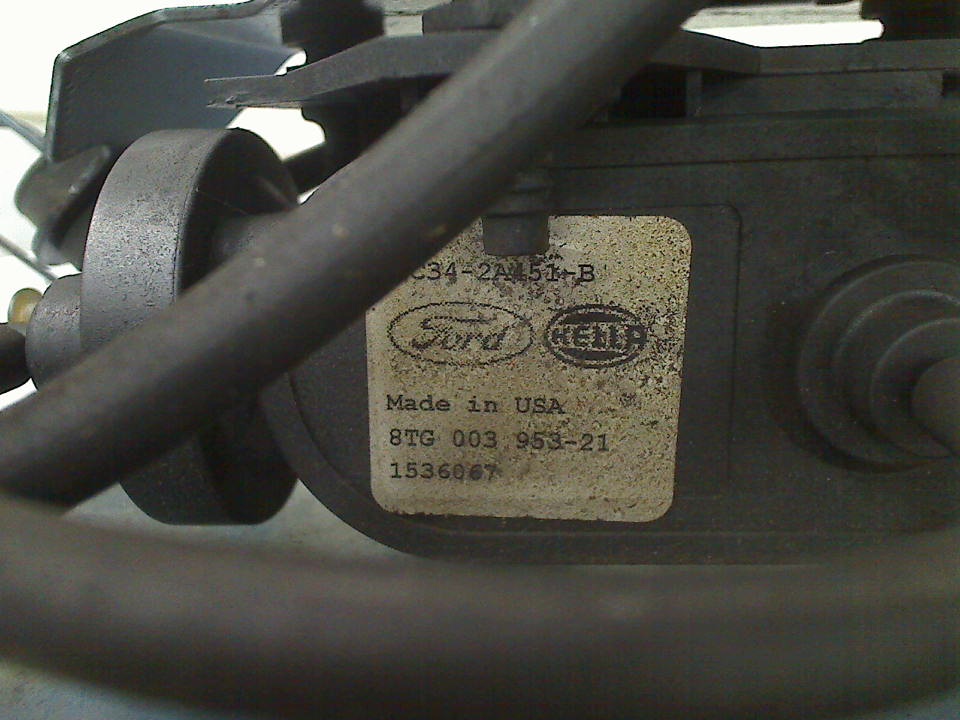 C34-2A451-B
Ford HELLA
Made in USA
8TG 003 953-21
1536067